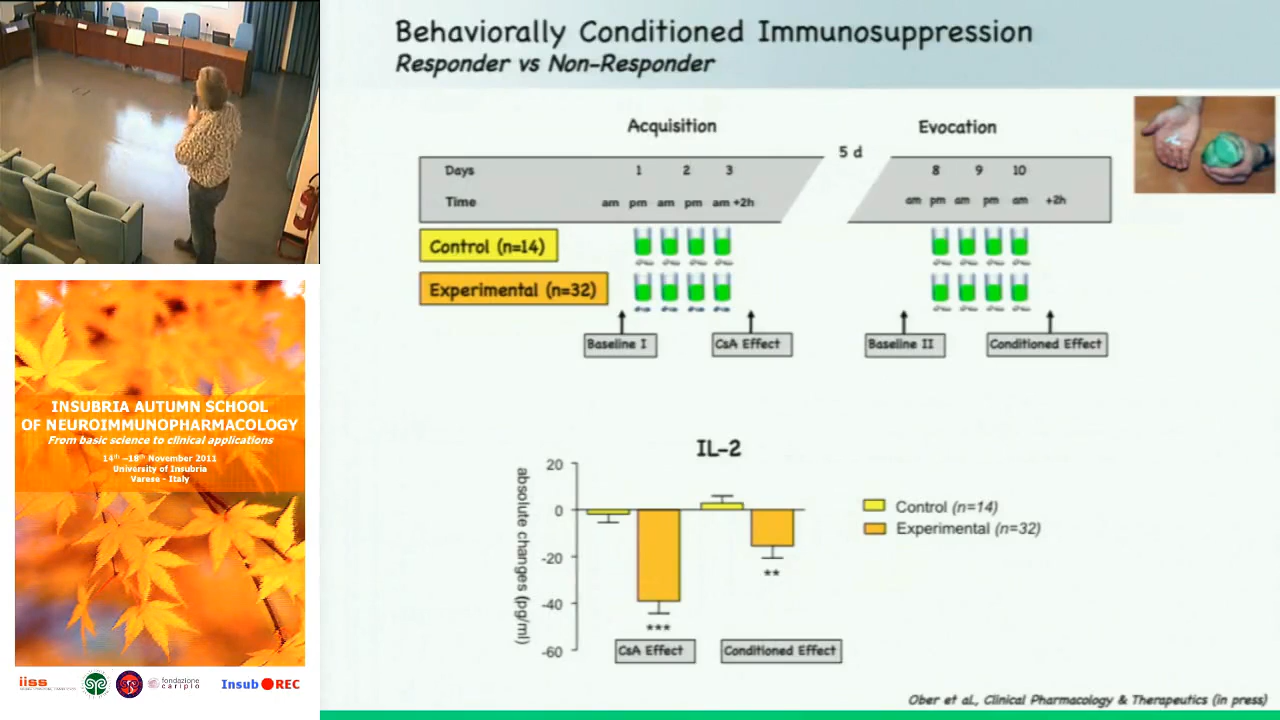 Behaviorally Conditioned Immunosuppression
Responder vs Non-Responder
Acquisition
Evocation
5 d
Days 1 2 3 8 9 10
Time am pm am pm am +2h am pm am pm am +2h
Control (n=14)
Experimental (n=32)
Baseline I
CsA Effect
Baseline II
Conditioned Effect
IL-2
absolute changes (pg/ml)
20
0
-20
-40
-60
**
***
CsA Effect
Conditioned Effect
Control (n=14)
Experimental (n=32)
Ober et al., Clinical Pharmacology & Therapeutics (in press)
INSUBRIA AUTUMN SCHOOL
OF NEUROIMMUNOPHARMACOLOGY
From basic science to clinical applications
14th –18th November 2011
University of Insubria
Varese - Italy
iiss
fondazione
cariplo
Insub REC